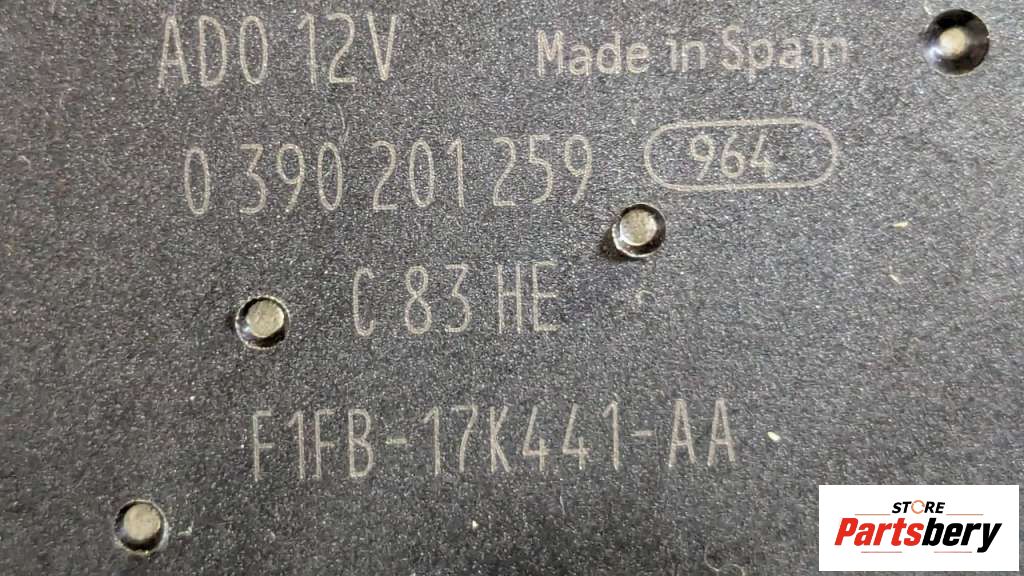 ADO 12V Made in Spain
0 390 201 259 964
C 83 HE
F1FB-17K441-AA
STORE
Partsbery